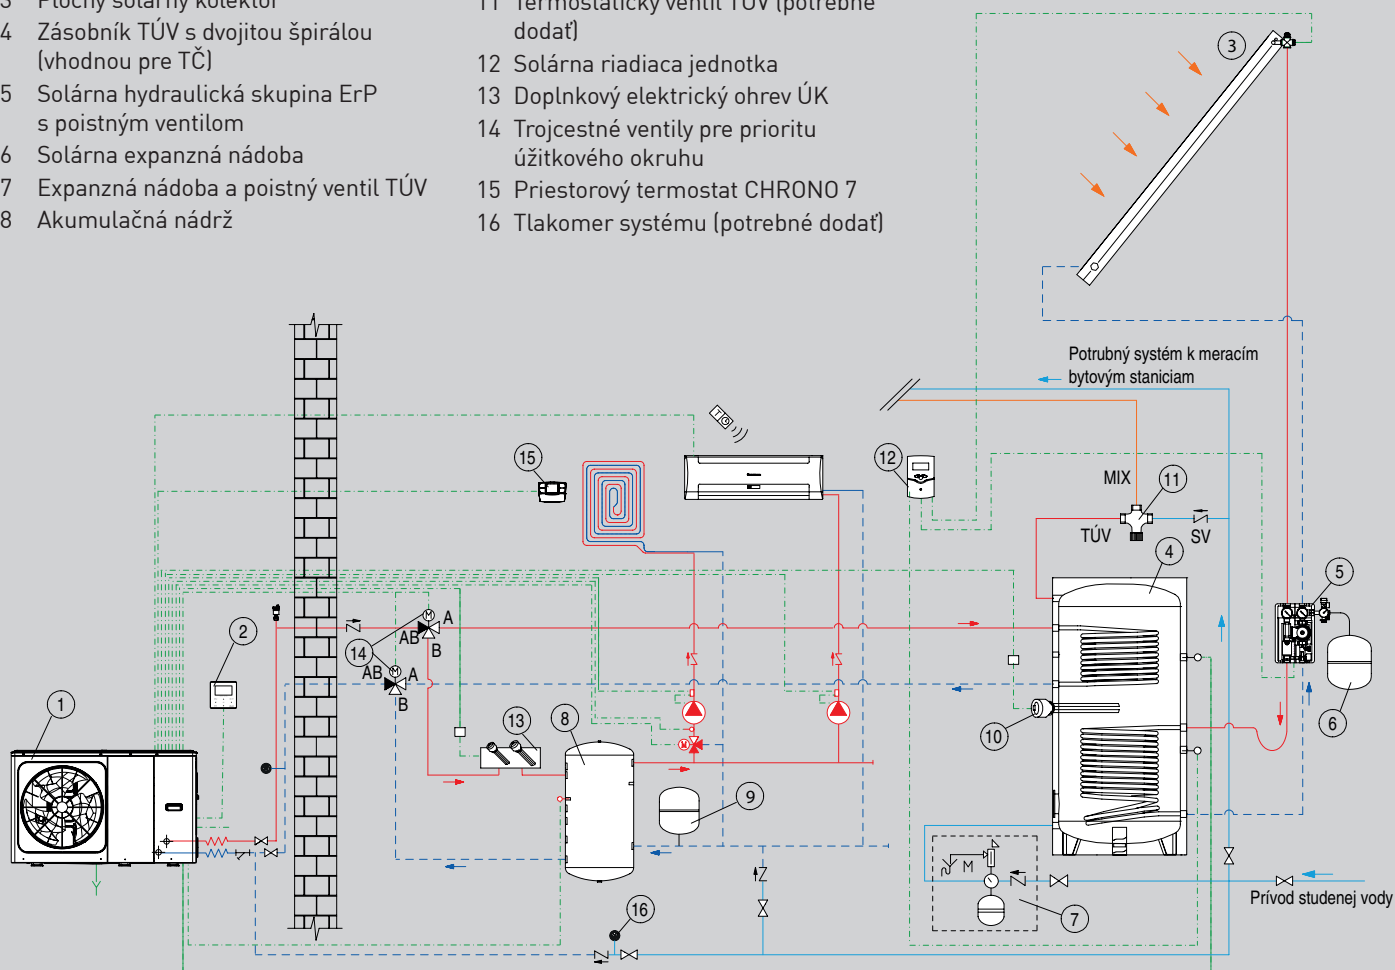 3 Plochý solárny kolektor
4 Zásobník TÚV s dvojitou špirálou
(vhodnou pre TČ)
5 Solárna hydraulická skupina ErP
s poistným ventilom
6 Solárna expanzná nádoba
7 Expanzná nádoba a poistný ventil TÚV
8 Akumulačná nádrž
11 Termostatický ventil TÚV (potrebné
dodať)
12 Solárna riadiaca jednotka
13 Doplnkový elektrický ohrev ÚK
14 Trojcestné ventily pre prioritu
úžitkového okruhu
15 Priestorový termostat CHRONO 7
16 Tlakomer systému (potrebné dodať)
3
Potrubný systém k meracím
bytovým staniciam
15
12
MIX
11
TÚV
SV
4
5
2
M
A
AB
B
14
M
AB
A
B
1
13
8
M
10
6
9
M
7
16
Prívod studenej vody